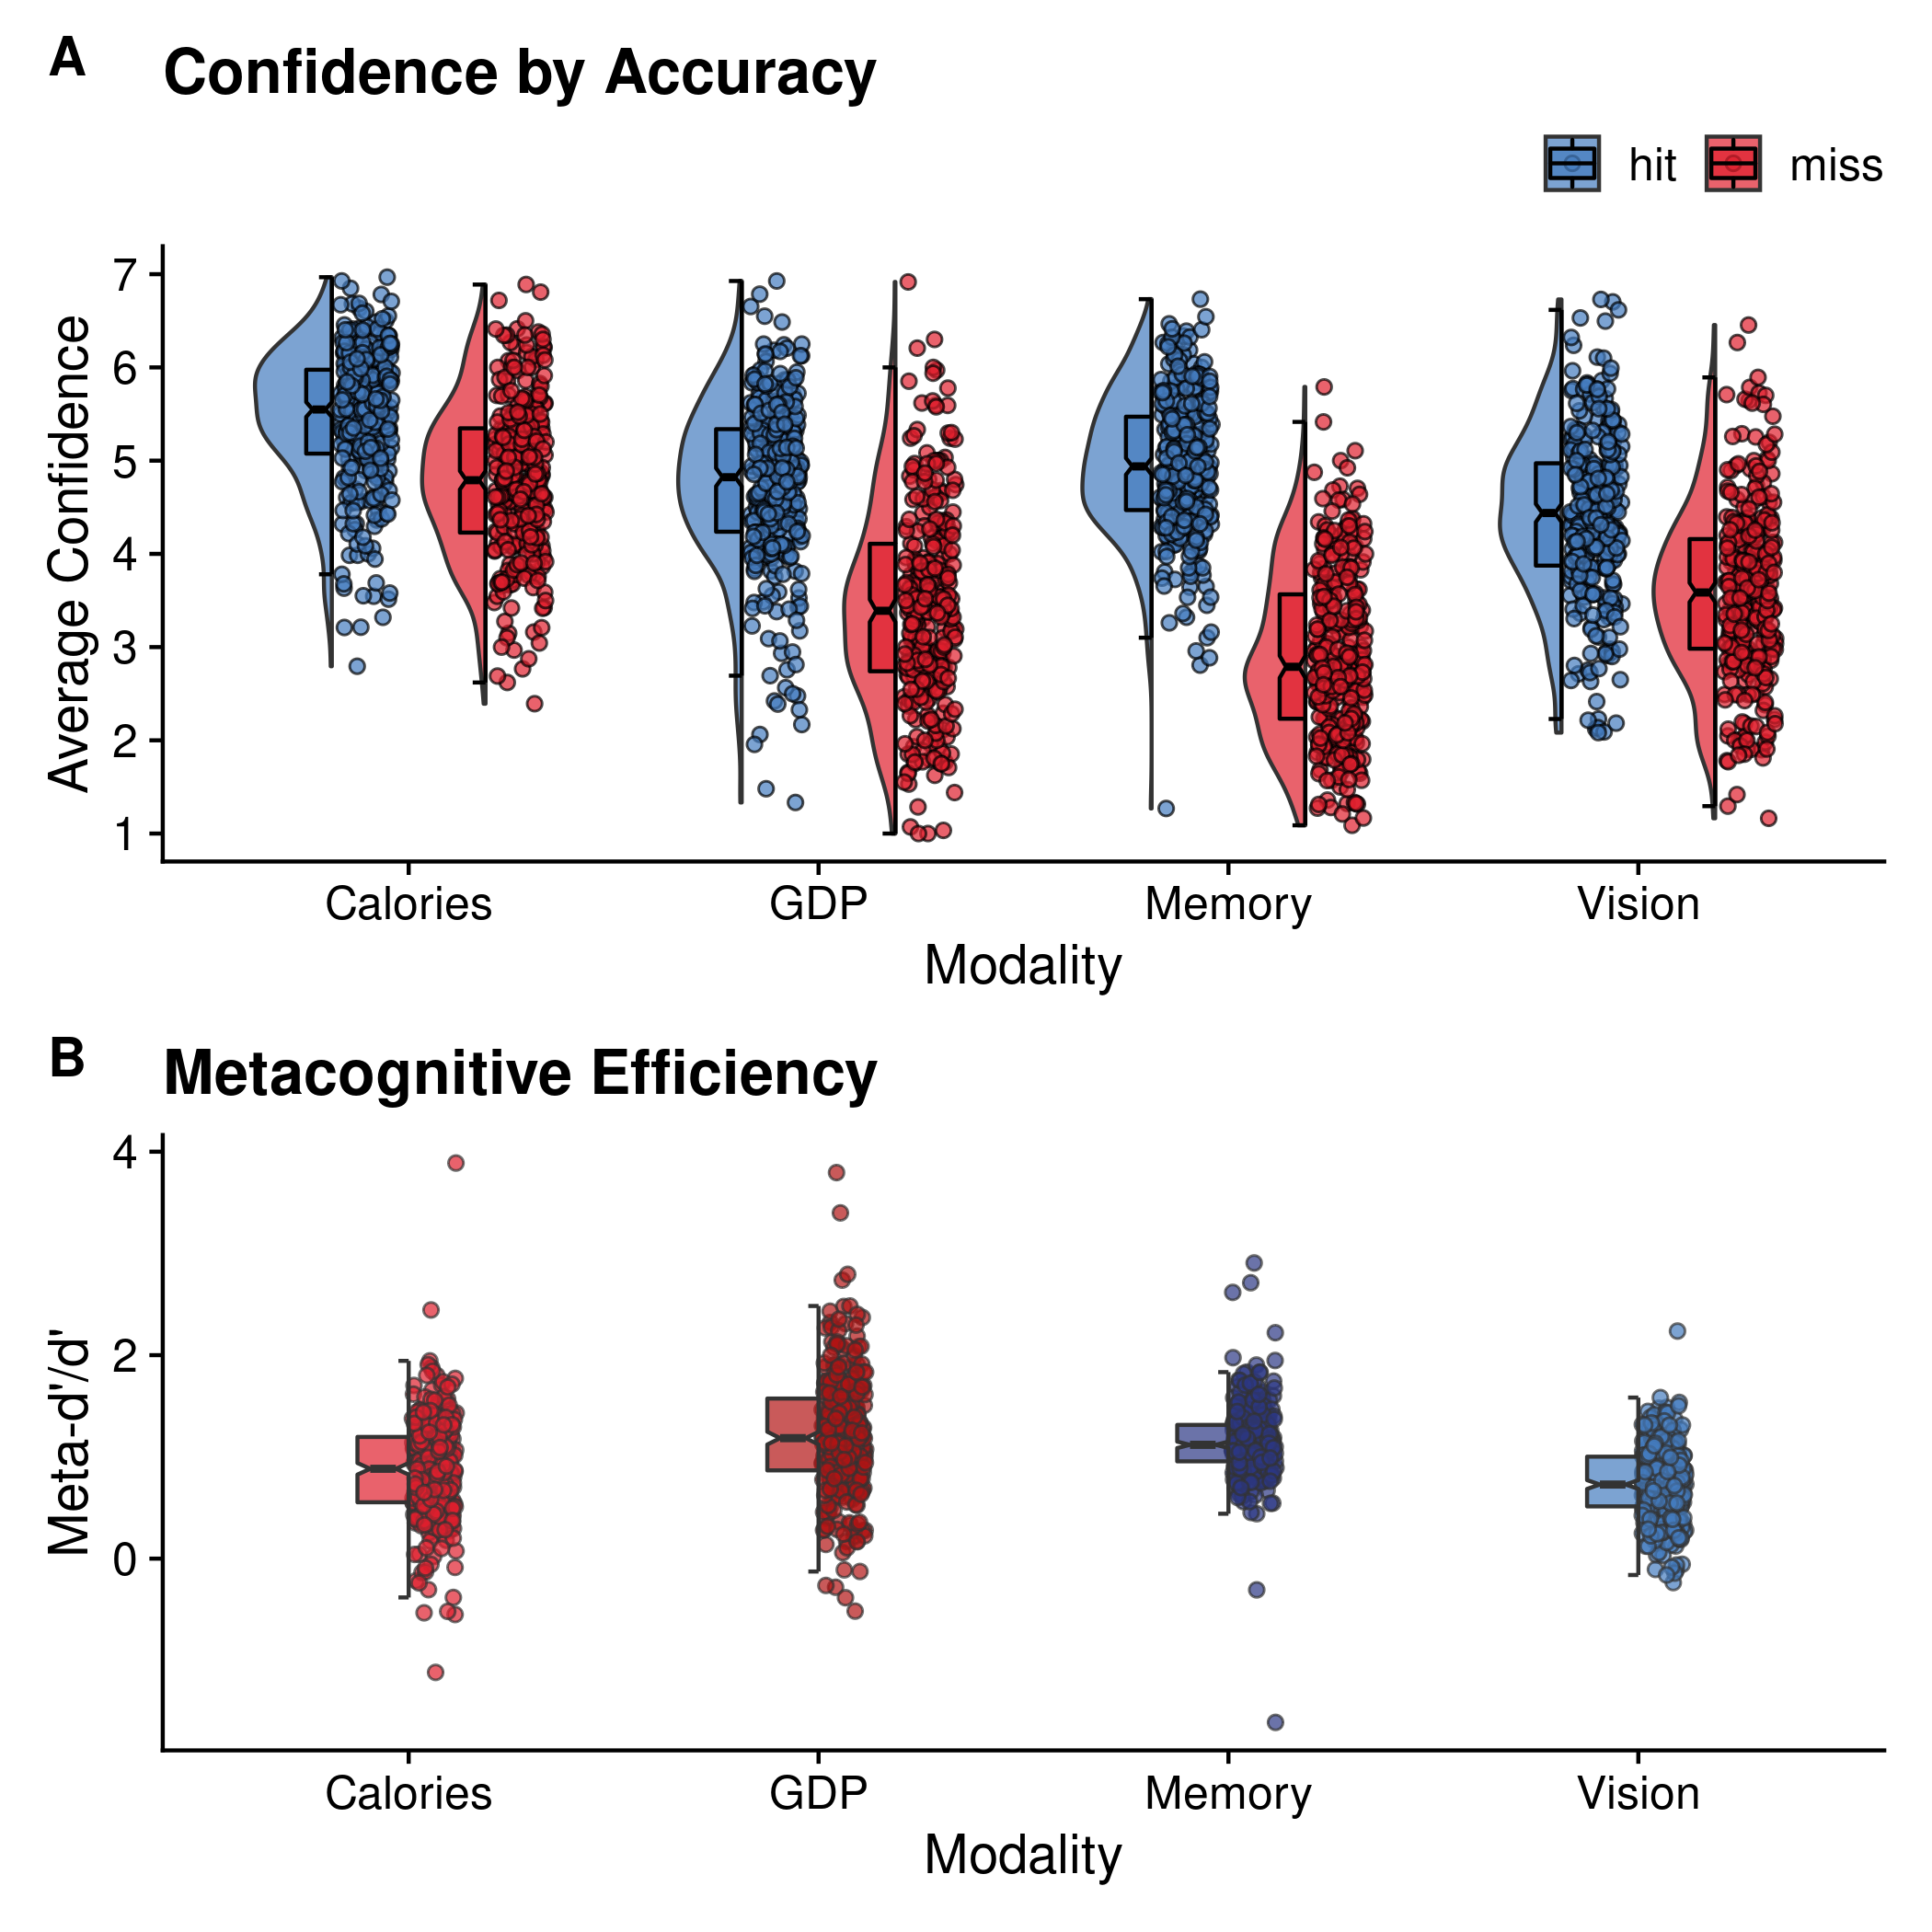 A
Confidence by Accuracy
hit miss
Average Confidence
7
6
5
4
3
2
1
Calories GDP Memory Vision
Modality
B
Metacognitive Efficiency
Meta-d'/d'
4
2
0
Calories GDP Memory Vision
Modality